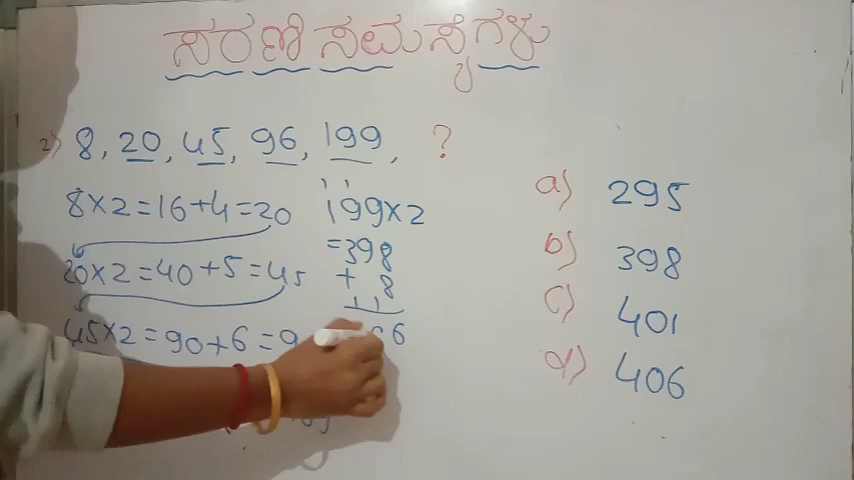 ಸರಣಿ ಸಮಸ್ಯೆಗಳು
2) 8, 20, 45, 96, 199, ?
8×2=16+4=20
20×2=40+5=45
45×2=90+6=9
199×2
=398
+ 8
6
a) 295
b) 398
c) 401
d) 406